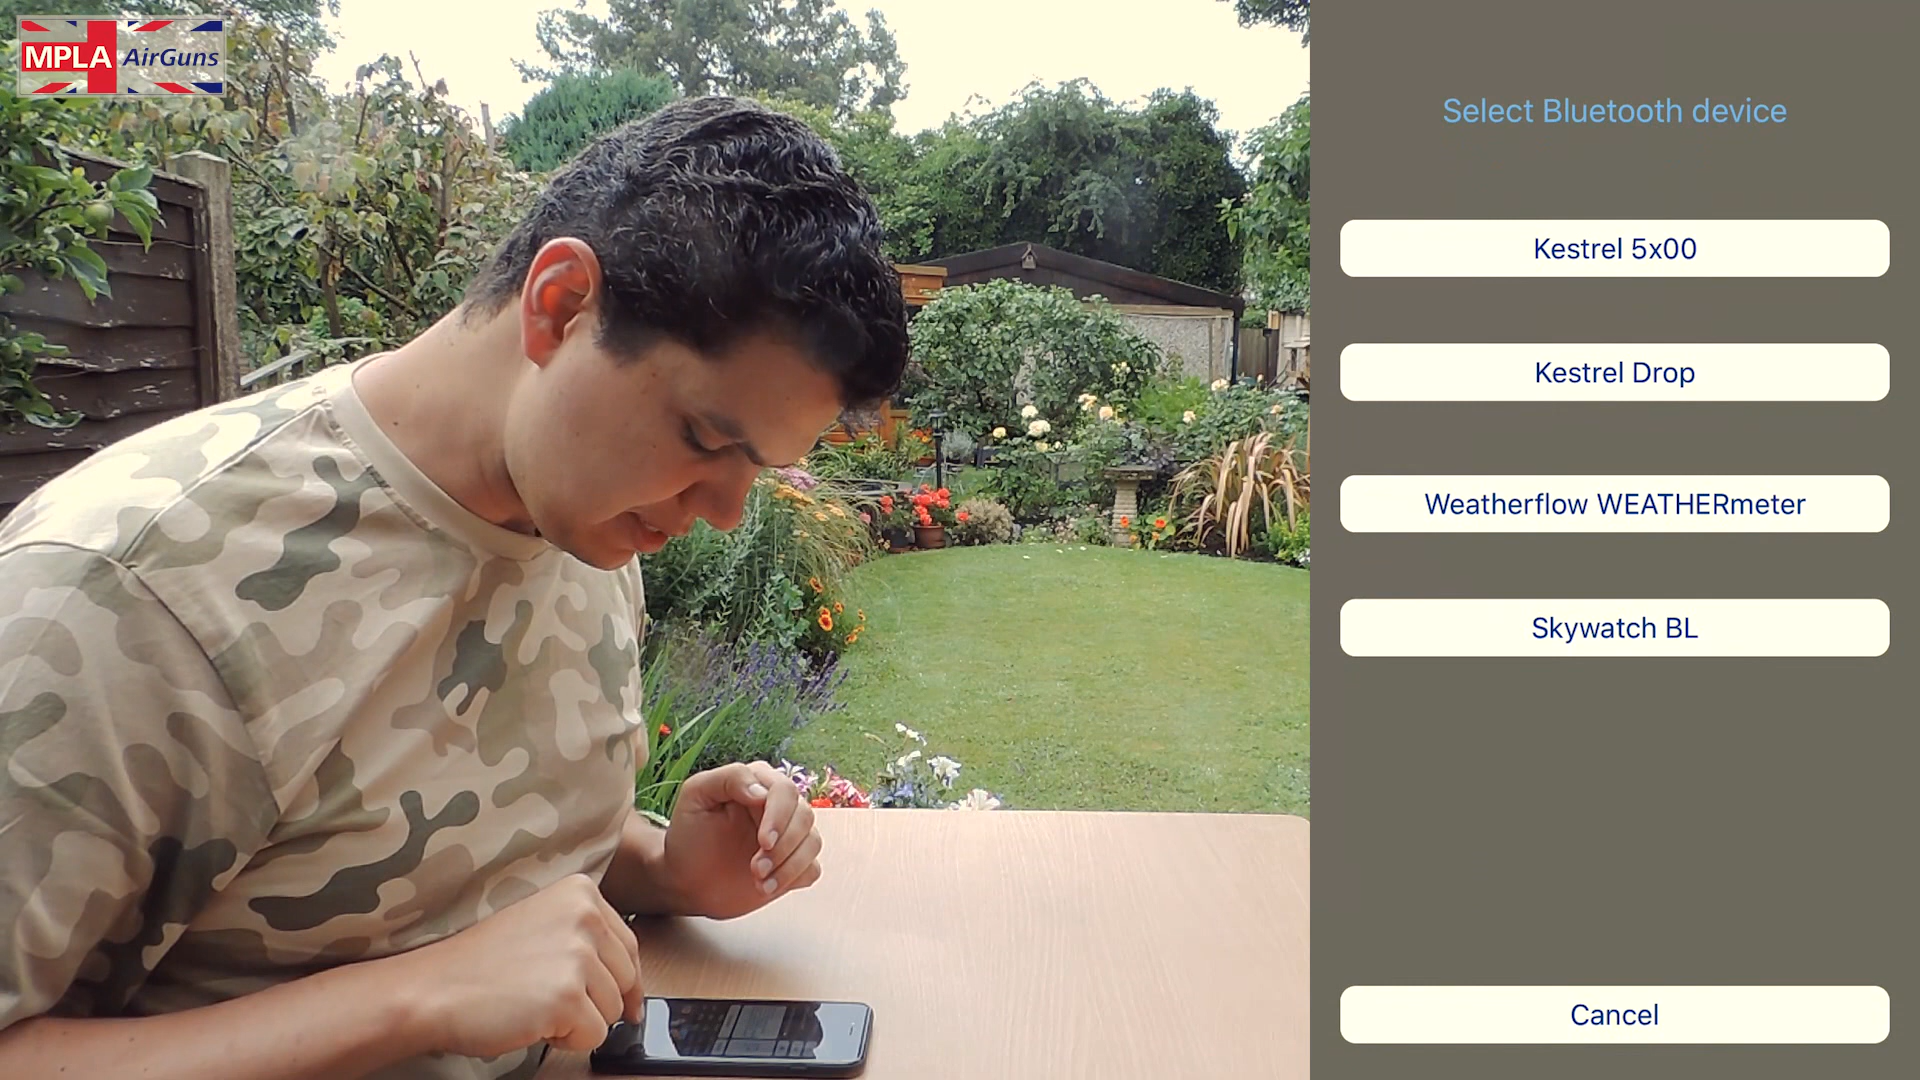 MPLA AirGuns
Select Bluetooth device
Kestrel 5x00
Kestrel Drop
Weatherflow WEATHERmeter
Skywatch BL
Cancel